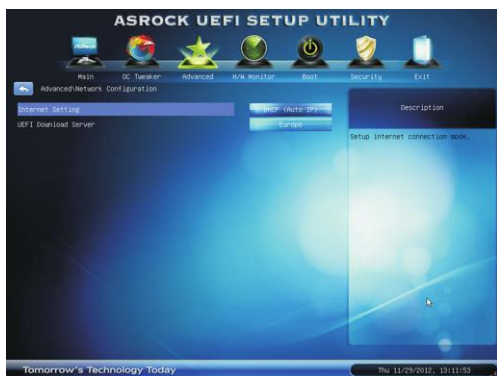 ASROCK UEFI SETUP UTILITY
Main OC Tweaker Advanced H/W Monitor Boot Security Exit
Advanced\Network Configuration
Internet Setting DHCP (Auto IP)
UEFI Download Server Europe
Description
Setup internet connection mode.
Tomorrow's Technology Today Thu 11/29/2012, 13:11:53